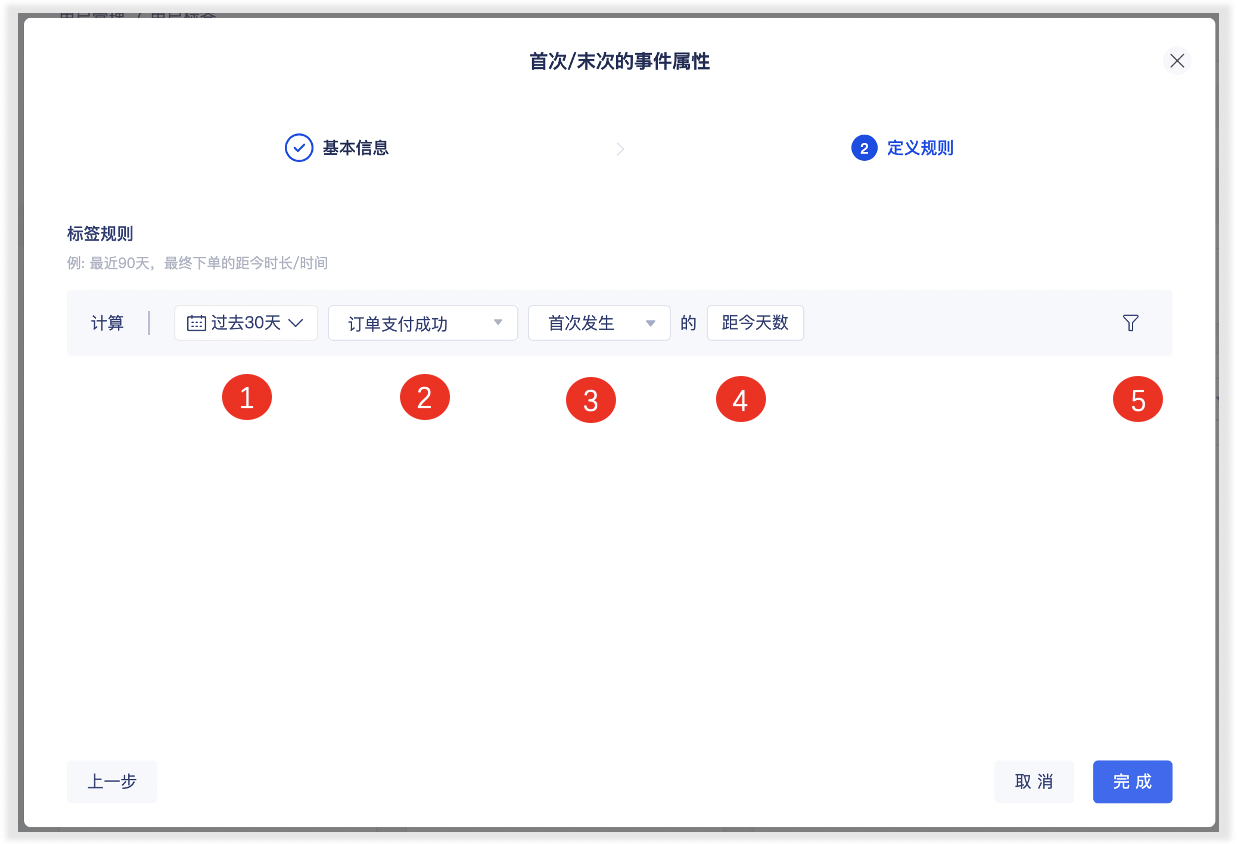 首次/末次的事件属性
基本信息
2 定义规则
标签规则
例: 最近90天，最终下单的距今时长/时间
计算 过去30天 订单支付成功 首次发生 的 距今天数
1 2 3 4 5
上一步 取 消 完 成